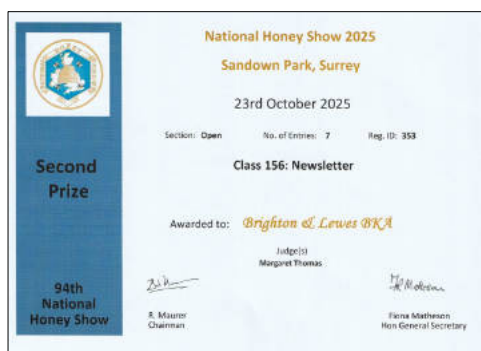 National Honey Show 2025
Sandown Park, Surrey
23rd October 2025
Section: Open No. of Entries: 7 Reg. ID: 353
Class 156: Newsletter
Second
Prize
Awarded to: Brighton & Lewes BKA
Judge(s)
Margaret Thomas
94th
National
Honey Show
R. Maurer
Chairman
Fiona Matheson
Hon General Secretary